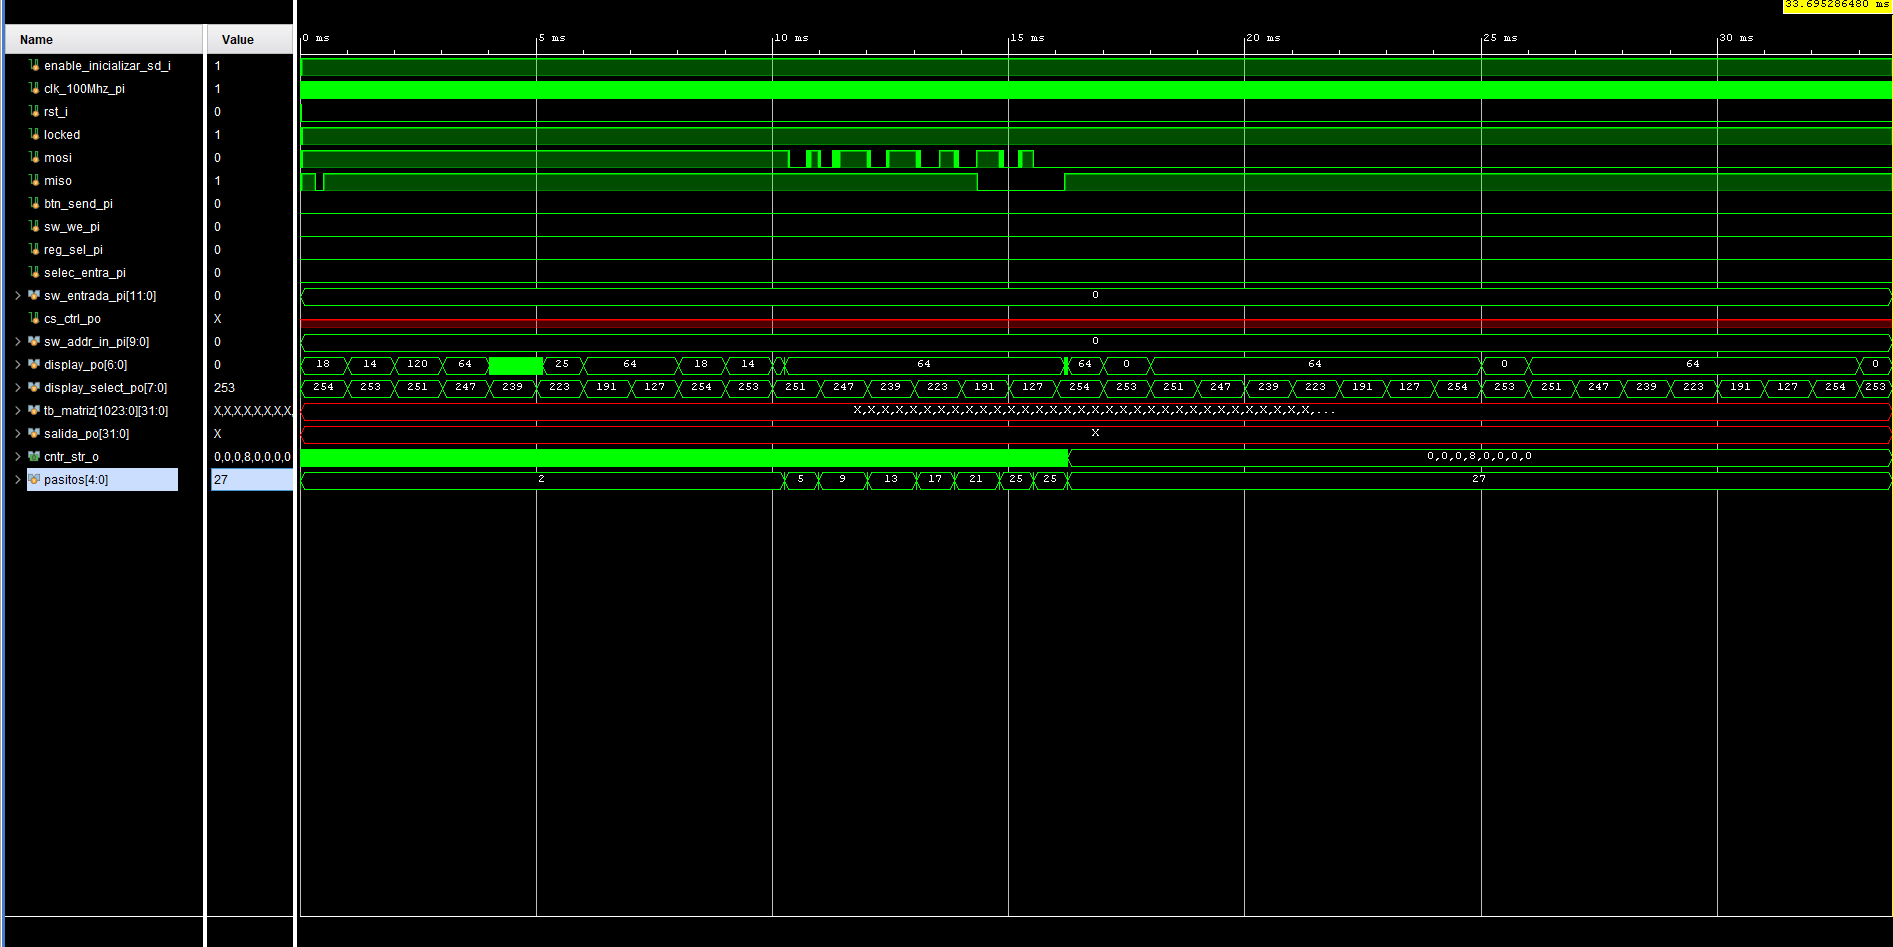 33.695286480 ms
Name Value 0 ms 5 ms 10 ms 15 ms 20 ms 25 ms 30 ms
enable_inicializar_sd_i 1
clk_100Mhz_pi 1
rst_i 0
locked 1
mosi 0
miso 1
btn_send_pi 0
sw_we_pi 0
reg_sel_pi 0
selec_entra_pi 0
sw_entrada_pi[11:0] 0 0
cs_ctrl_po X
sw_addr_in_pi[9:0] 0 0
display_po[6:0] 0 18 14 120 64 25 64 18 14 64 64 0 64 0 64 0
display_select_po[7:0] 253 254 253 251 247 239 223 191 127 254 253 251 247 239 223 191 127 254 253 251 247 239 223 191 127 254 253 251 247 239 223 191 127 254 253
tb_matriz[1023:0][31:0] X,X,X,X,X,X,X,X, X,X,X,X,X,X,X,X,X,X,X,X,X,X,X,X,X,X,X,X,X,X,X,X,X,...
salida_po[31:0] X X
cntr_str_o 0,0,0,8,0,0,0,0 0,0,0,8,0,0,0,0
pasitos[4:0] 27 2 5 9 13 17 21 25 25 27